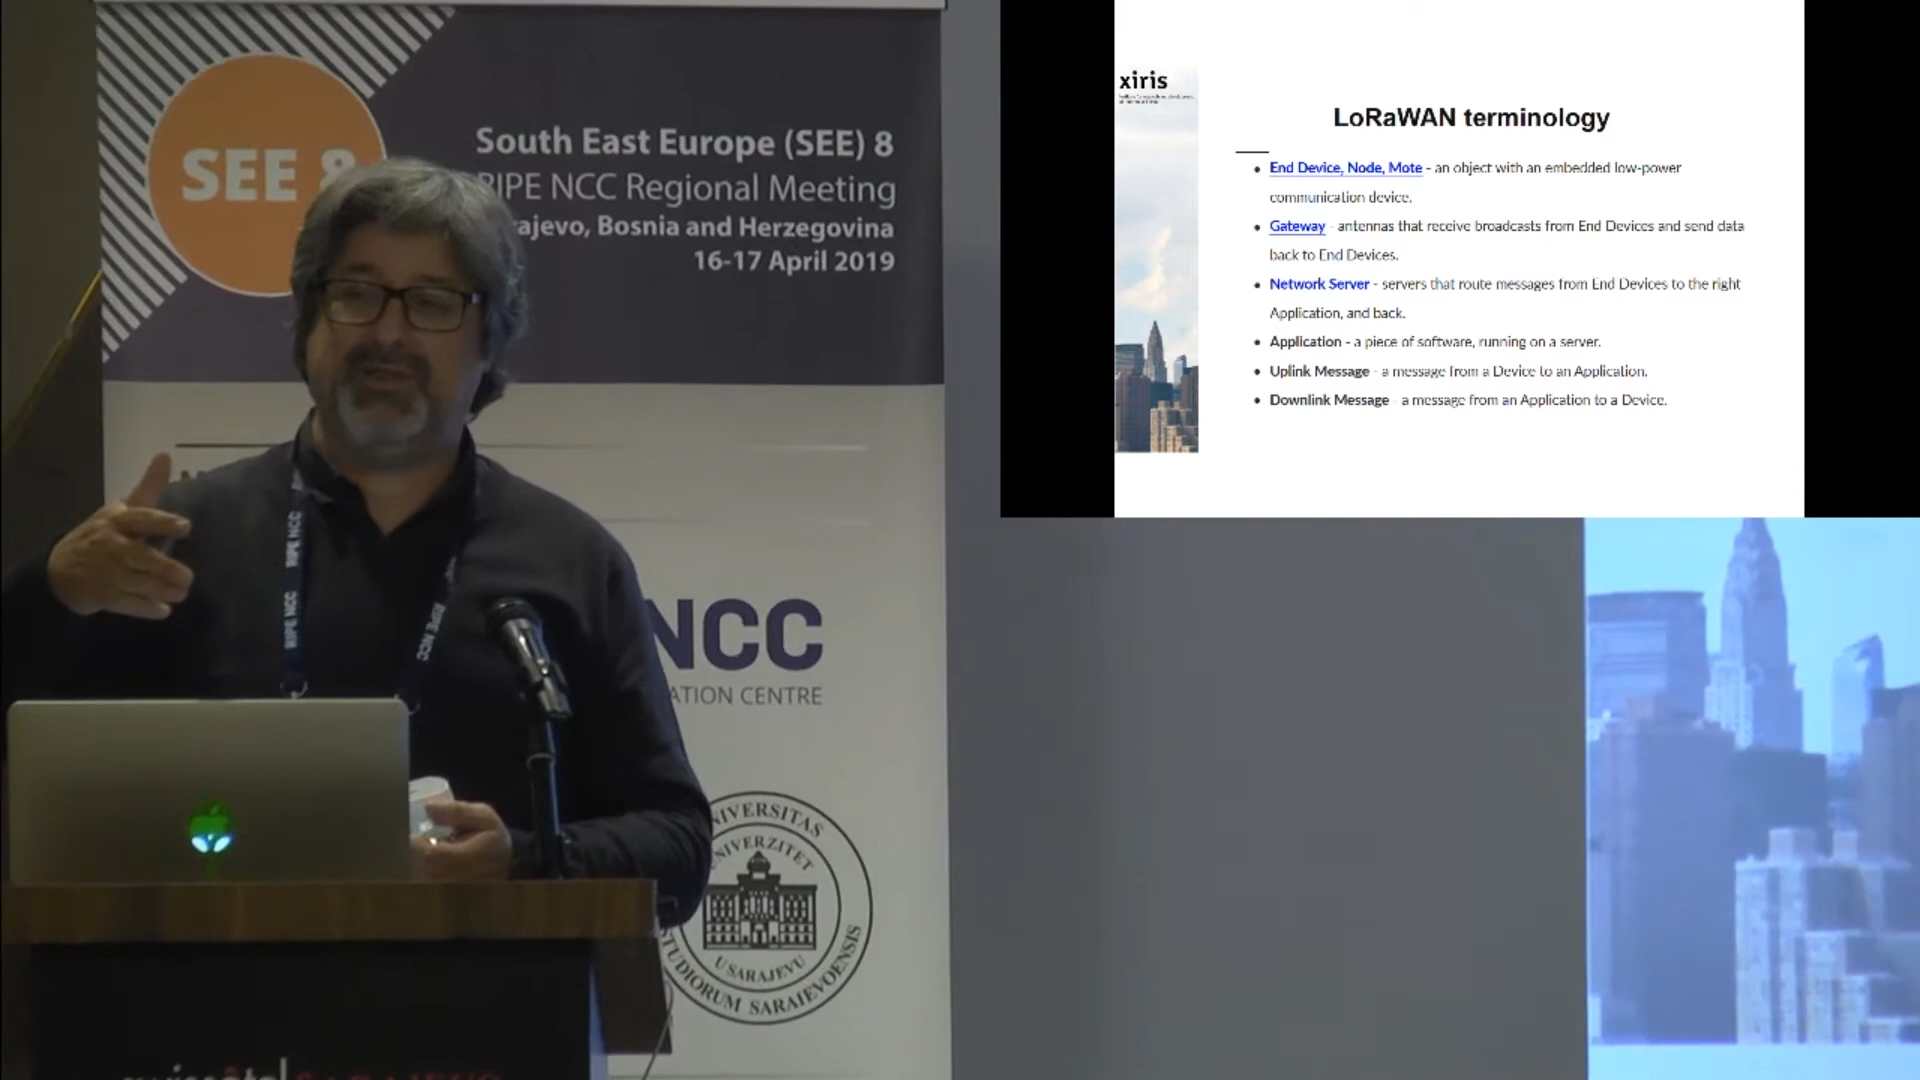 SEE 8
South East Europe (SEE) 8
RIPE NCC Regional Meeting
rajevo, Bosnia and Herzegovina
16-17 April 2019
RIPE NCC
RIPE NCC
RIPE NCC
NCC
ATION CENTRE
UNIVERSITAS
STUDIORUM SARAIEVOENSIS
UNIVERZITET
U SARAJEVU
xiris
LoRaWAN terminology
• End Device, Node, Mote - an object with an embedded low-power
communication device.
• Gateway - antennas that receive broadcasts from End Devices and send data
back to End Devices.
• Network Server - servers that route messages from End Devices to the right
Application, and back.
• Application - a piece of software, running on a server.
• Uplink Message - a message from a Device to an Application.
• Downlink Message - a message from an Application to a Device.